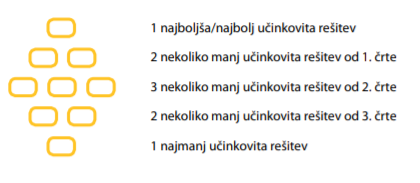 1 najboljša/najbolj učinkovita rešitev
2 nekoliko manj učinkovita rešitev od 1. črte
3 nekoliko manj učinkovita rešitev od 2. črte
2 nekoliko manj učinkovita rešitev od 3. črte
1 najmanj učinkovita rešitev